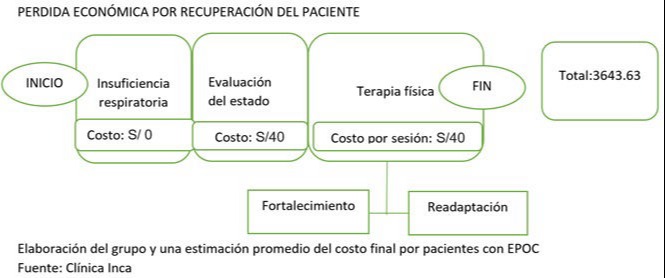 PERDIDA ECONÓMICA POR RECUPERACIÓN DEL PACIENTE
INICIO
Insuficiencia
respiratoria
Costo: S/ 0
Evaluación
del estado
Costo: S/40
Terapia física
Costo por sesión: S/40
FIN
Total:3643.63
Fortalecimiento
Readaptación
Elaboración del grupo y una estimación promedio del costo final por pacientes con EPOC
Fuente: Clínica Inca